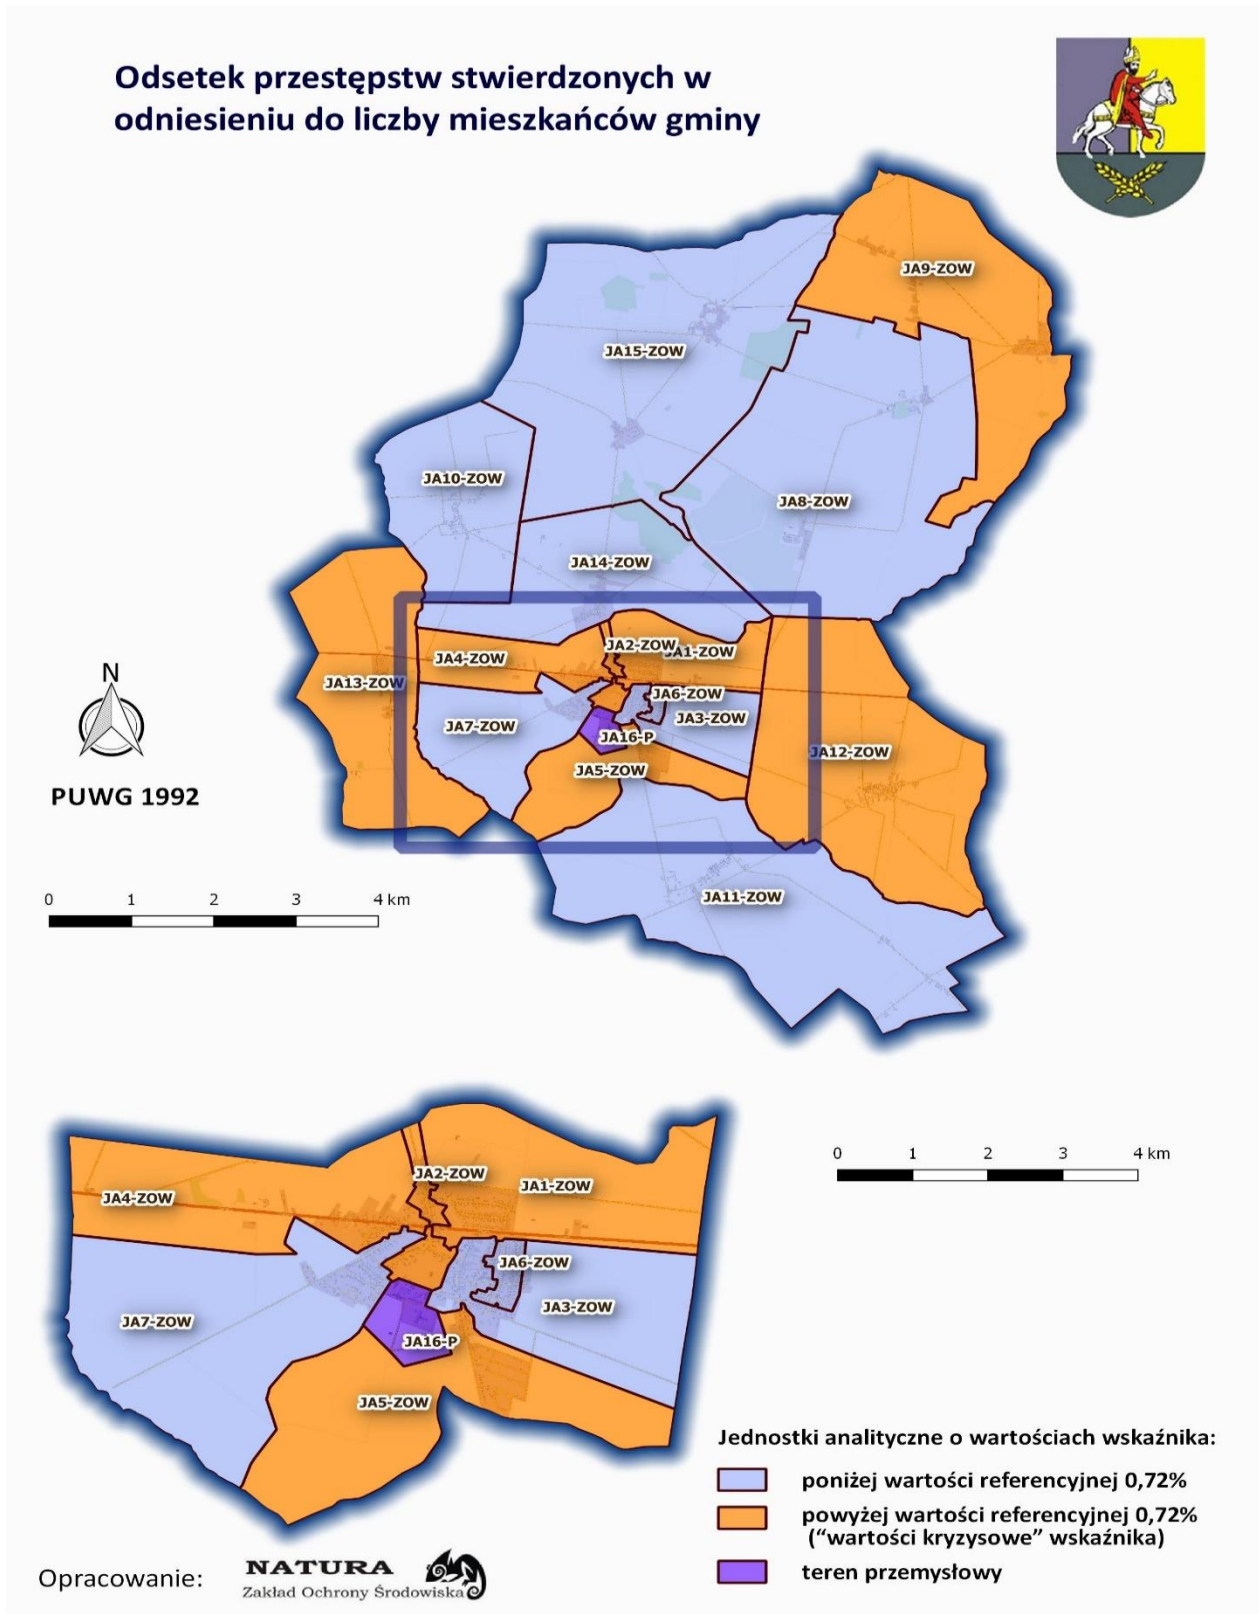 Odsetek przestępstw stwierdzonych w
odniesieniu do liczby mieszkańców gminy
JA9-ZOW
JA15-ZOW
JA10-ZOW
JA8-ZOW
JA14-ZOW
JA2-ZOW
JA1-ZOW
JA4-ZOW
JA13-ZOW
JA6-ZOW
JA3-ZOW
JA7-ZOW
JA16-P
JA12-ZOW
JA5-ZOW
JA11-ZOW
N
PUWG 1992
0 1 2 3 4 km
JA2-ZOW
JA1-ZOW
JA4-ZOW
JA6-ZOW
JA3-ZOW
JA7-ZOW
JA16-P
JA5-ZOW
0 1 2 3 4 km
Jednostki analityczne o wartościach wskaźnika:
poniżej wartości referencyjnej 0,72%
powyżej wartości referencyjnej 0,72%
(“wartości kryzysowe” wskaźnika)
teren przemysłowy
Opracowanie:
NATURA
Zakład Ochrony Środowiska